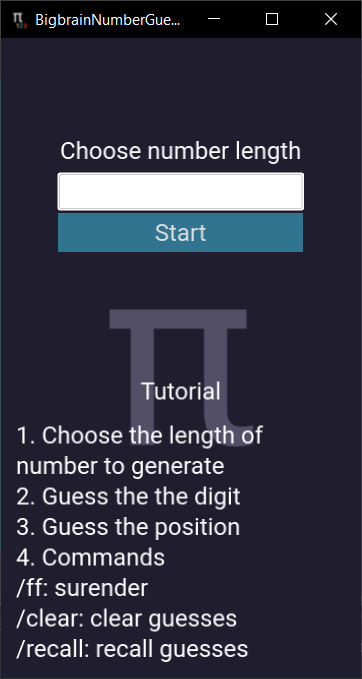 BigbrainNumberGue...
Choose number length
Start
π
Tutorial
1. Choose the length of
number to generate
2. Guess the the digit
3. Guess the position
4. Commands
/ff: surender
/clear: clear guesses
/recall: recall guesses